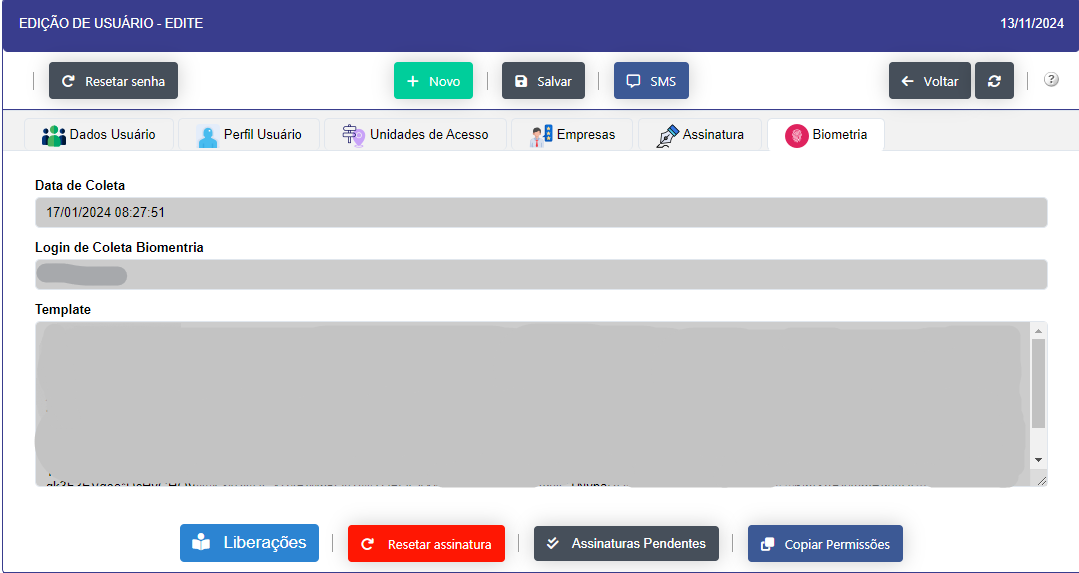 EDIÇÃO DE USUÁRIO - EDITE 13/11/2024
Resetar senha Novo Salvar SMS Voltar ?
Dados Usuário Perfil Usuário Unidades de Acesso Empresas Assinatura Biometria
Data de Coleta
17/01/2024 08:27:51
Login de Coleta Biomentria
Template
Liberações Resetar assinatura Assinaturas Pendentes Copiar Permissões